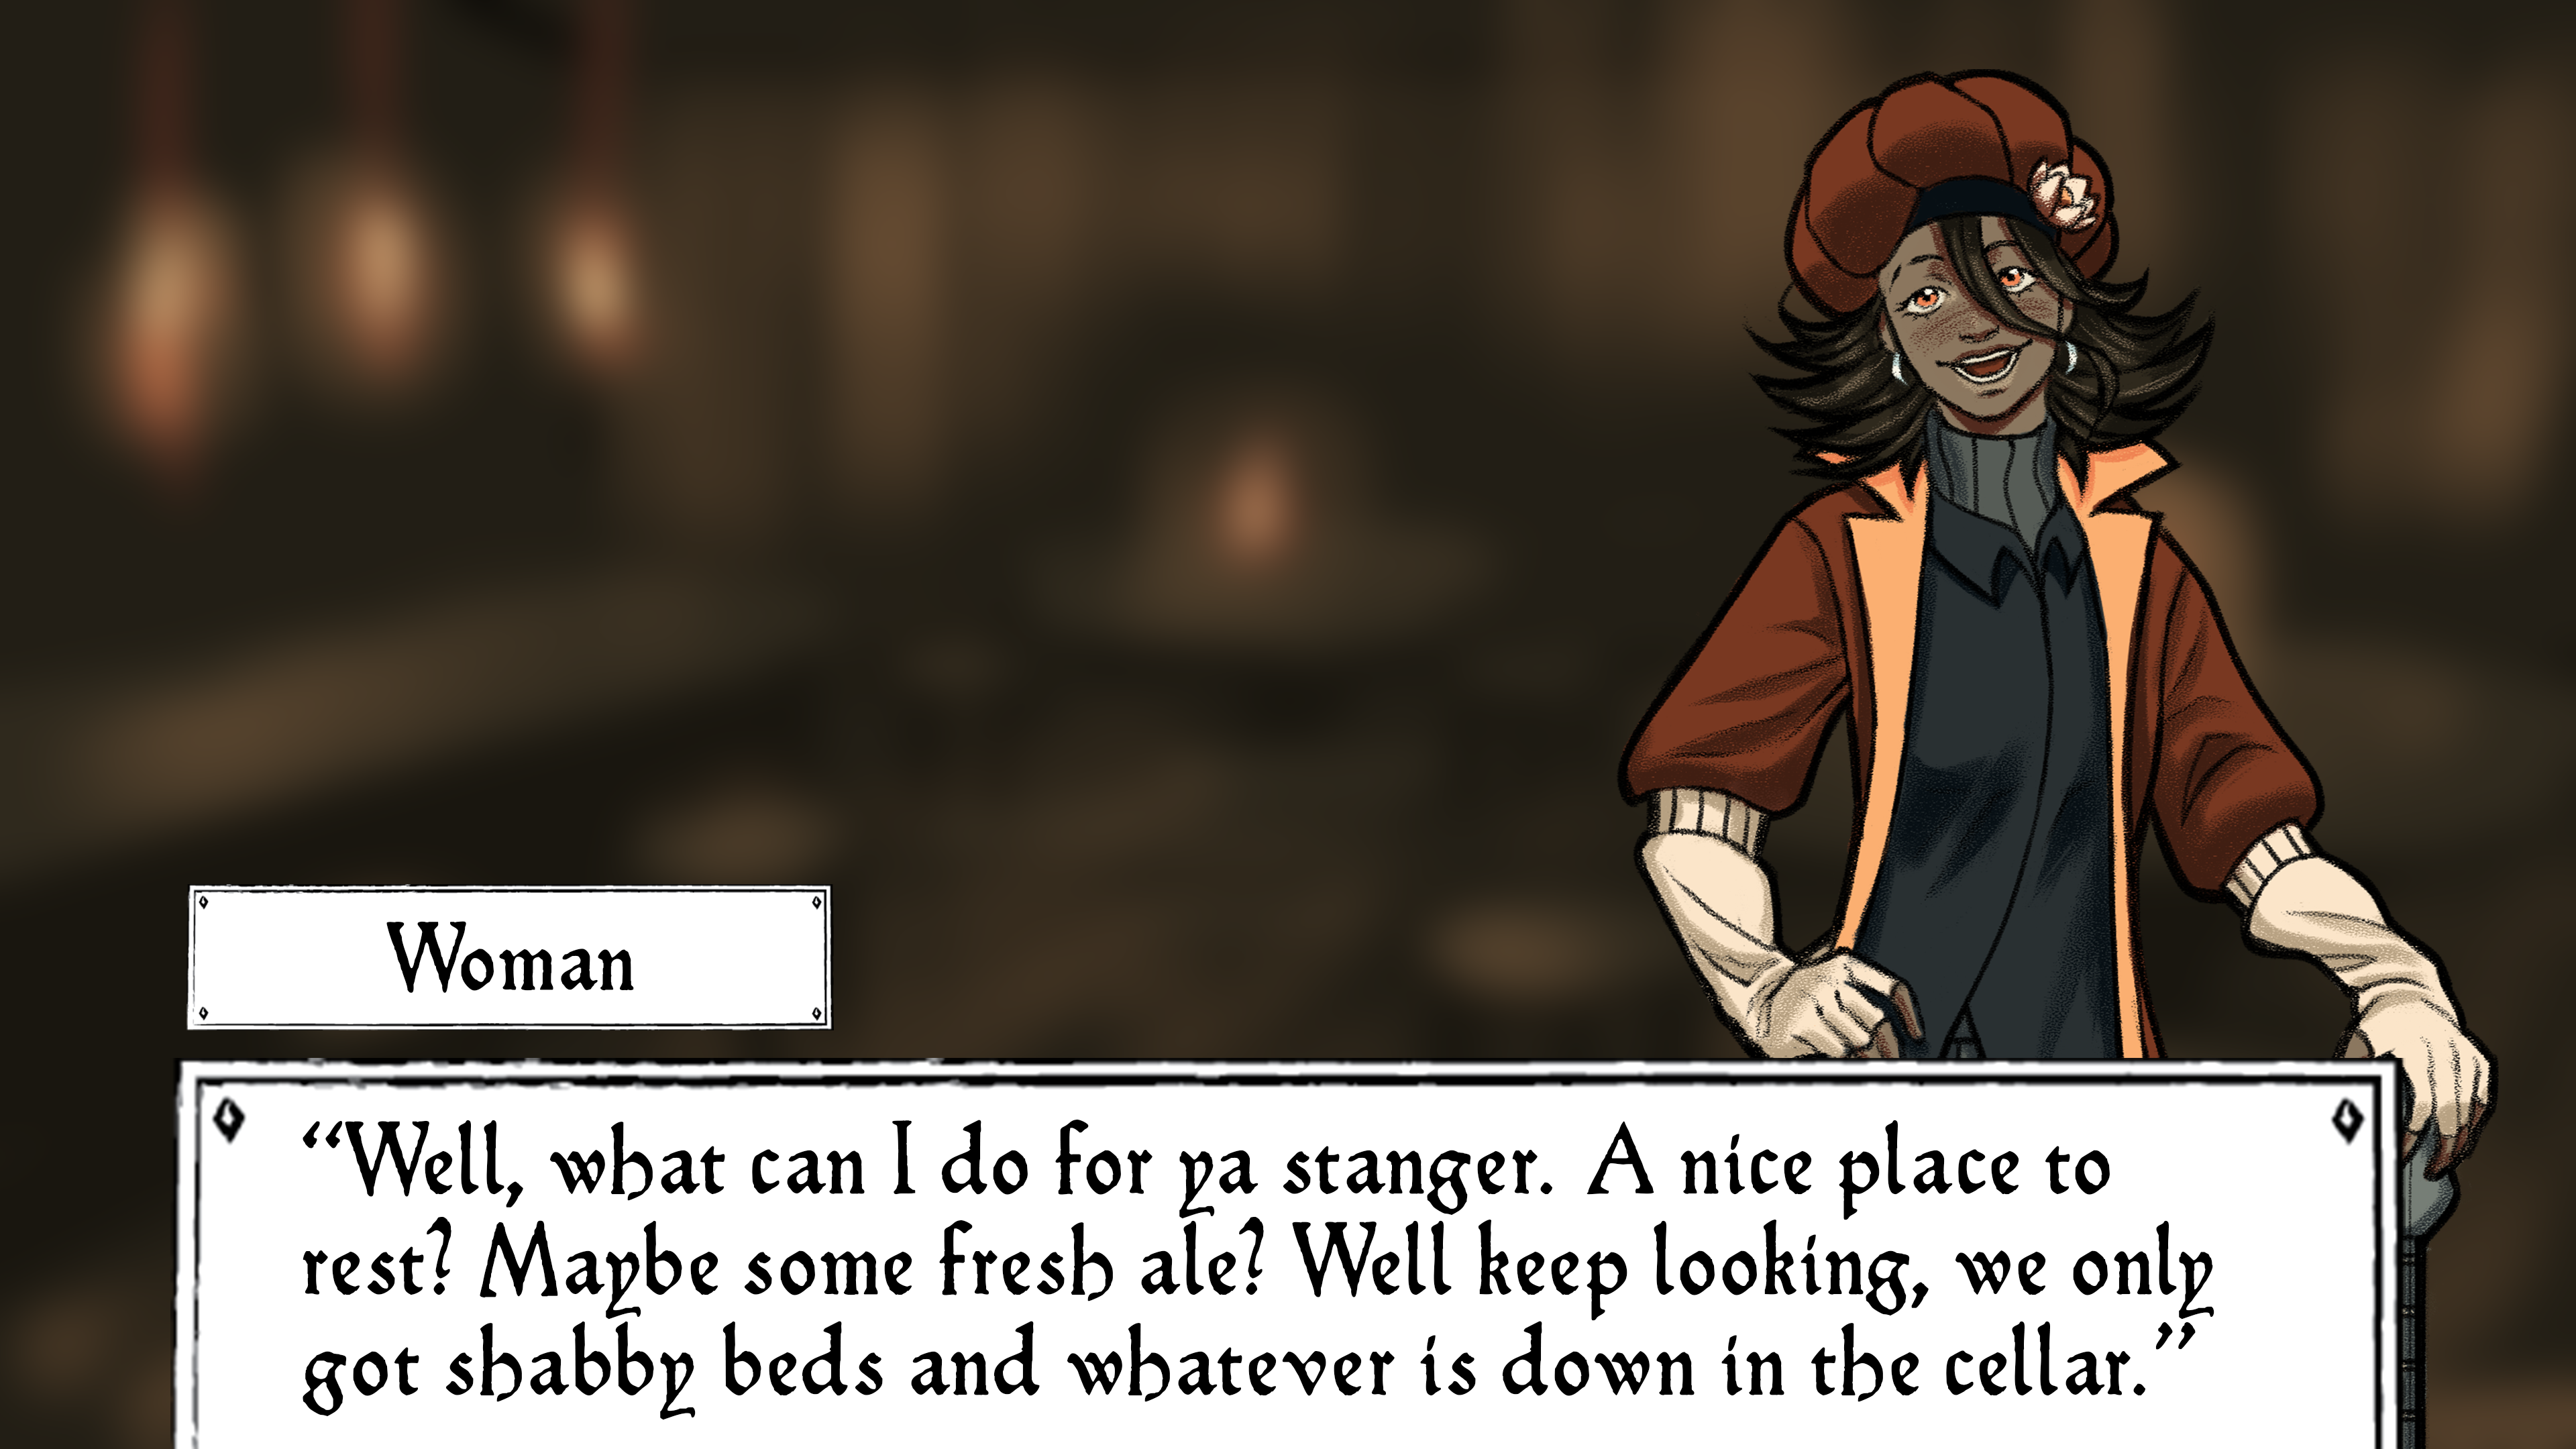 Woman
“Well, what can I do for ya stanger. A nice place to
rest? Maybe some fresh ale? Well keep looking, we only
got shabby beds and whatever is down in the cellar.”